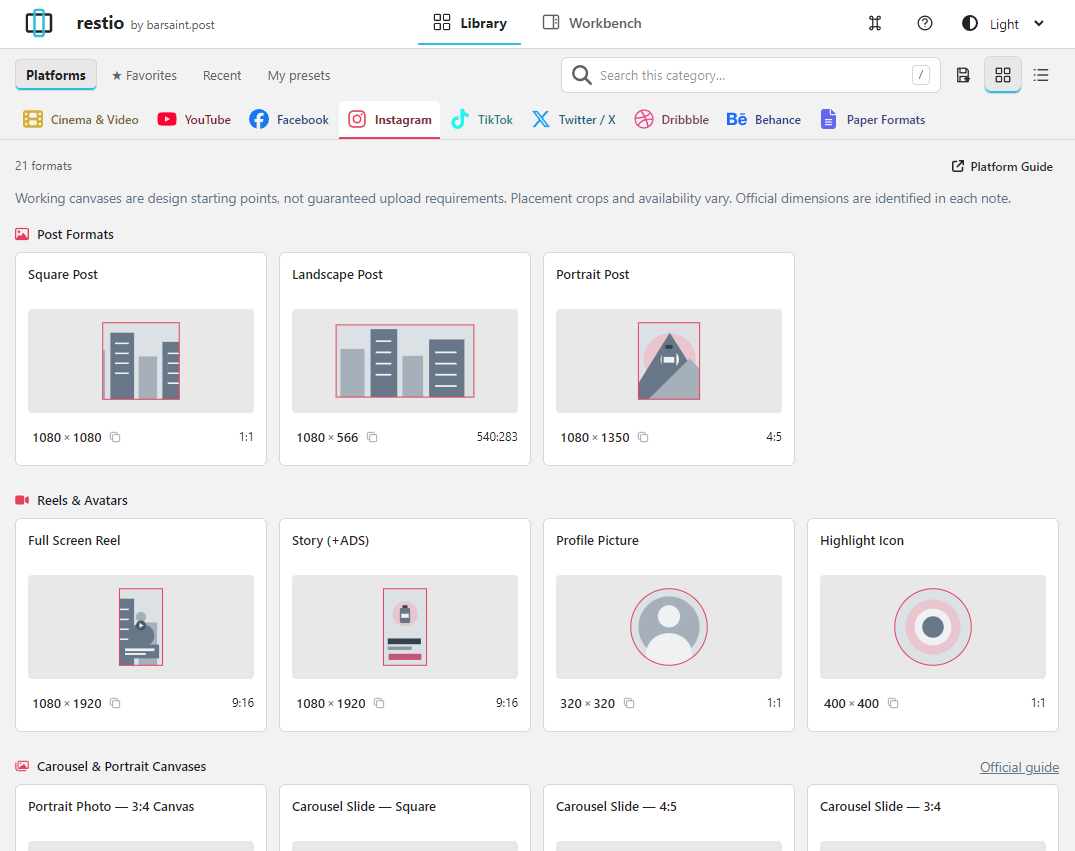 restio by barsaint.post
Library
Workbench
Light
Platforms
★ Favorites
Recent
My presets
Search this category...
/
Cinema & Video
YouTube
Facebook
Instagram
TikTok
Twitter / X
Dribbble
Bē Behance
Paper Formats
21 formats
Platform Guide
Working canvases are design starting points, not guaranteed upload requirements. Placement crops and availability vary. Official dimensions are identified in each note.
Post Formats
Square Post
Landscape Post
Portrait Post
1080 × 1080
1:1
1080 × 566
540:283
1080 × 1350
4:5
Reels & Avatars
Full Screen Reel
Story (+ADS)
Profile Picture
Highlight Icon
1080 × 1920
9:16
1080 × 1920
9:16
320 × 320
1:1
400 × 400
1:1
Carousel & Portrait Canvases
Official guide
Portrait Photo — 3:4 Canvas
Carousel Slide — Square
Carousel Slide — 4:5
Carousel Slide — 3:4